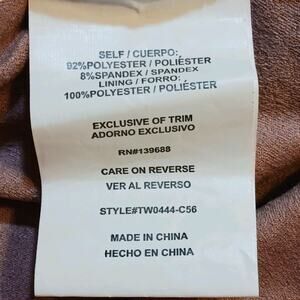 SELF / CUERPO:
92%POLYESTER / POLIÉSTER
8%SPANDEX / SPANDEX
LINING / FORRO:
100%POLYESTER / POLIÉSTER
EXCLUSIVE OF TRIM
ADORNO EXCLUSIVO
RN#139688
CARE ON REVERSE
VER AL REVERSO
STYLE#TW0444-C56
MADE IN CHINA
HECHO EN CHINA